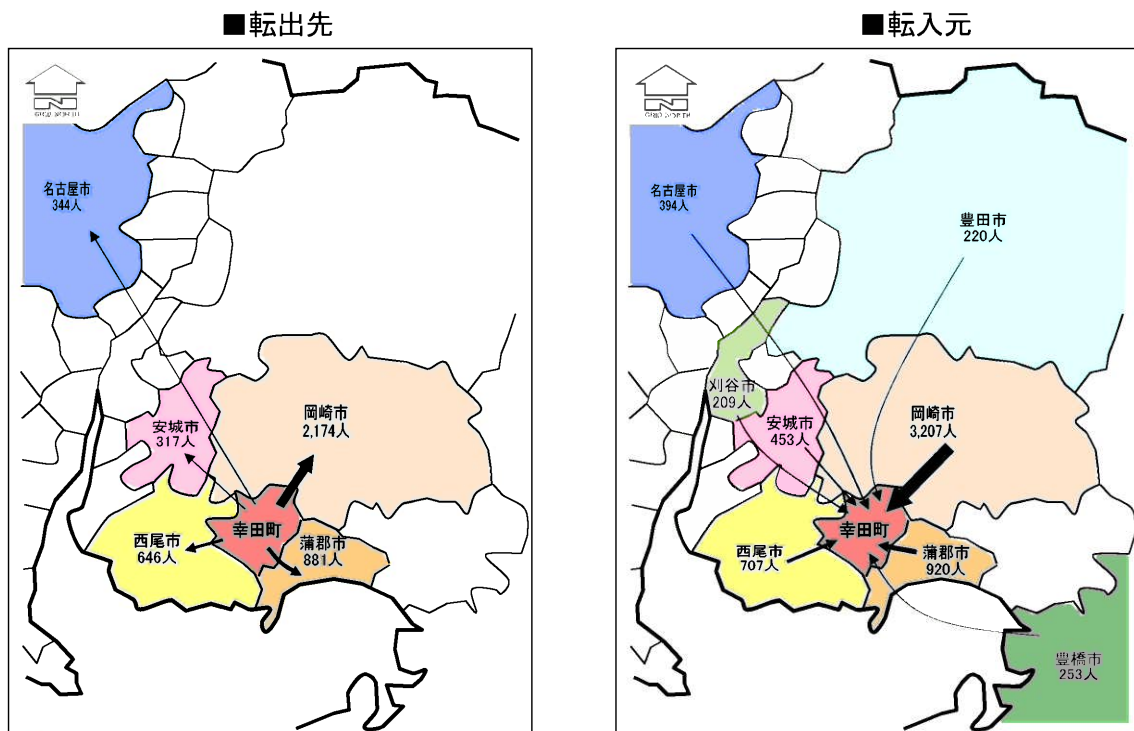 ■転出先
名古屋市
344人
安城市
317人
岡崎市
2,174人
幸田町
西尾市
646人
蒲郡市
881人
■転入元
名古屋市
394人
豊田市
220人
刈谷市
209人
安城市
453人
岡崎市
3,207人
幸田町
西尾市
707人
蒲郡市
920人
豊橋市
253人